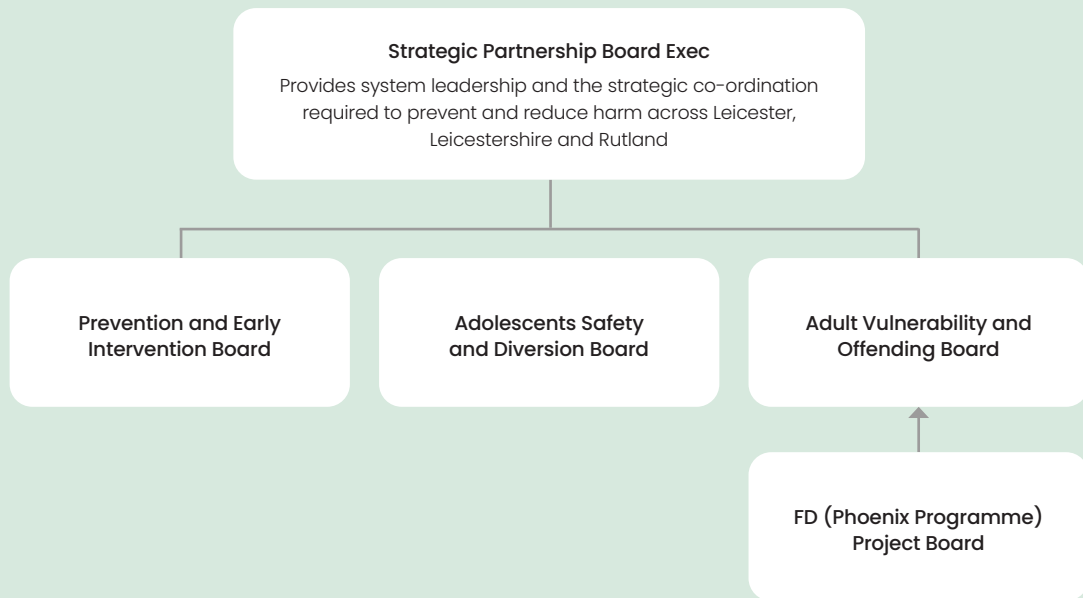 Strategic Partnership Board Exec
Provides system leadership and the strategic co-ordination
required to prevent and reduce harm across Leicester,
Leicestershire and Rutland
Prevention and Early
Intervention Board
Adolescents Safety
and Diversion Board
Adult Vulnerability and
Offending Board
FD (Phoenix Programme)
Project Board